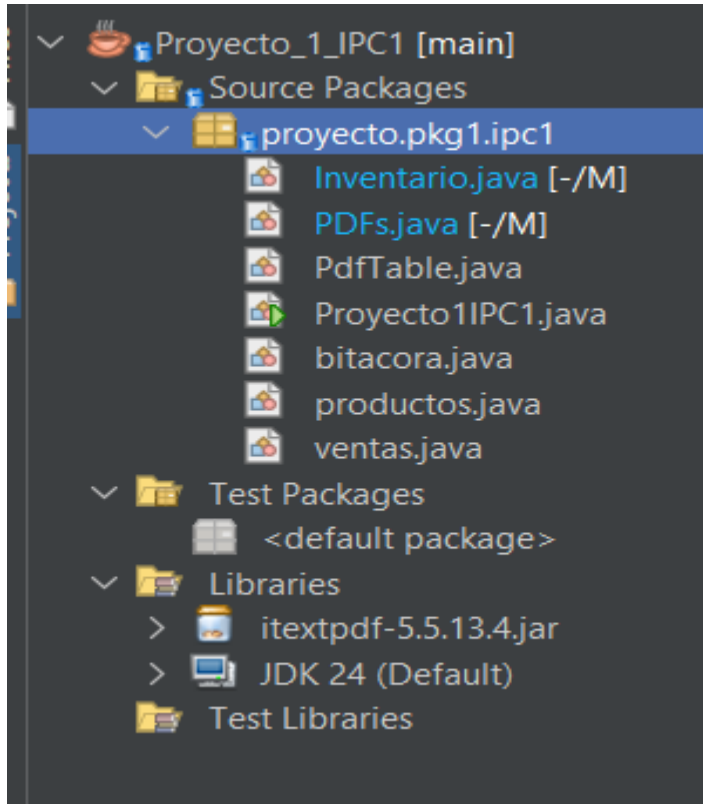 Proyecto_1_IPC1 [main]
Source Packages
proyecto.pkg1.ipc1
Inventario.java [-/M]
PDFs.java [-/M]
PdfTable.java
Proyecto1IPC1.java
bitacora.java
productos.java
ventas.java
Test Packages
<default package>
Libraries
itextpdf-5.5.13.4.jar
JDK 24 (Default)
Test Libraries